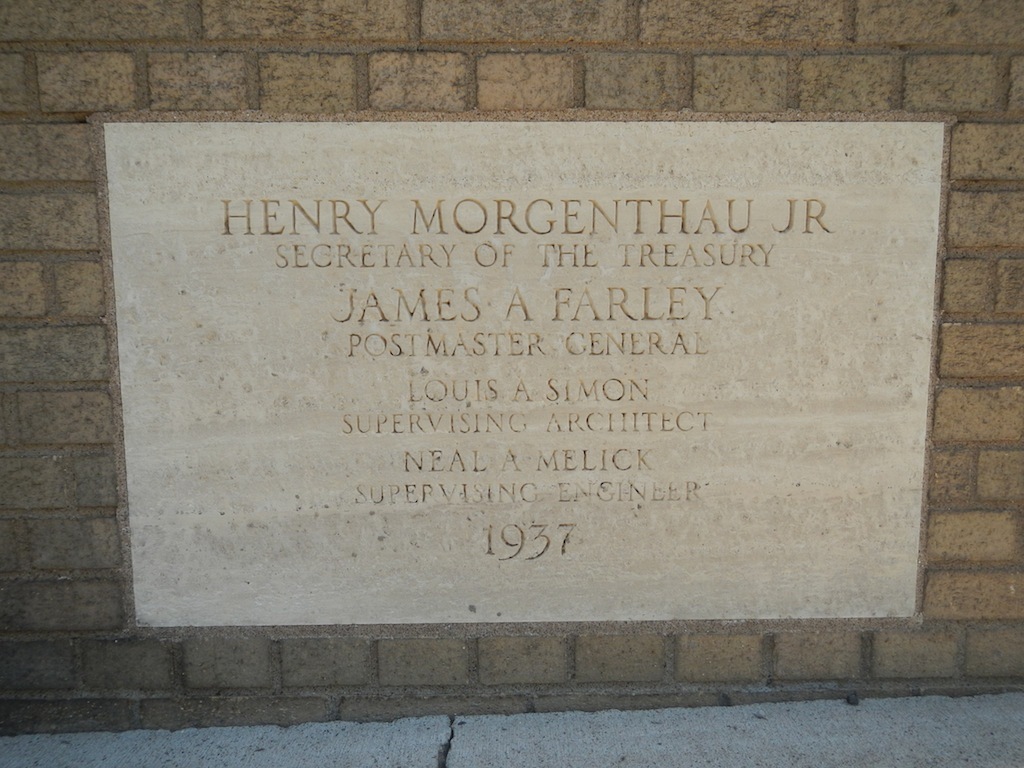 HENRY MORGENTHAU JR
SECRETARY OF THE TREASURY
JAMES A FARLEY
POSTMASTER GENERAL
LOUIS A SIMON
SUPERVISING ARCHITECT
NEAL A MELICK
SUPERVISING ENGINEER
1937